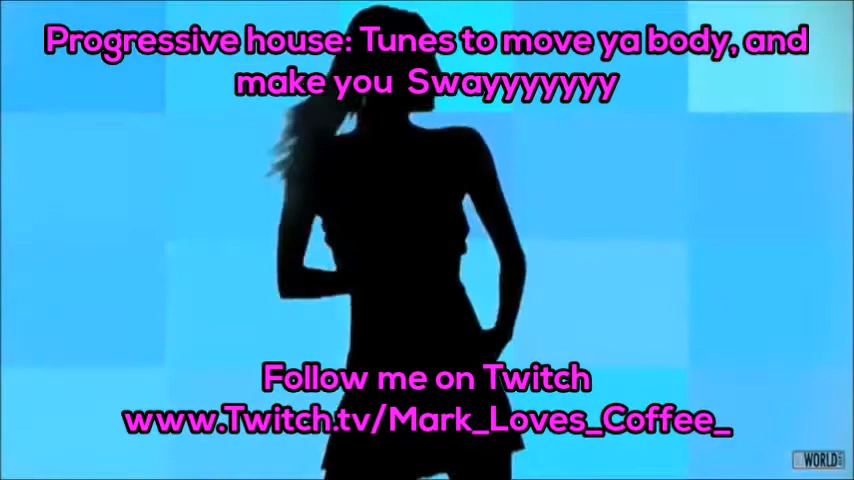 Progressive house: Tunes to move ya body, and
make you Swayyyyyyy
Follow me on Twitch
www.Twitch.tv/Mark_Loves_Coffee_
WORLD